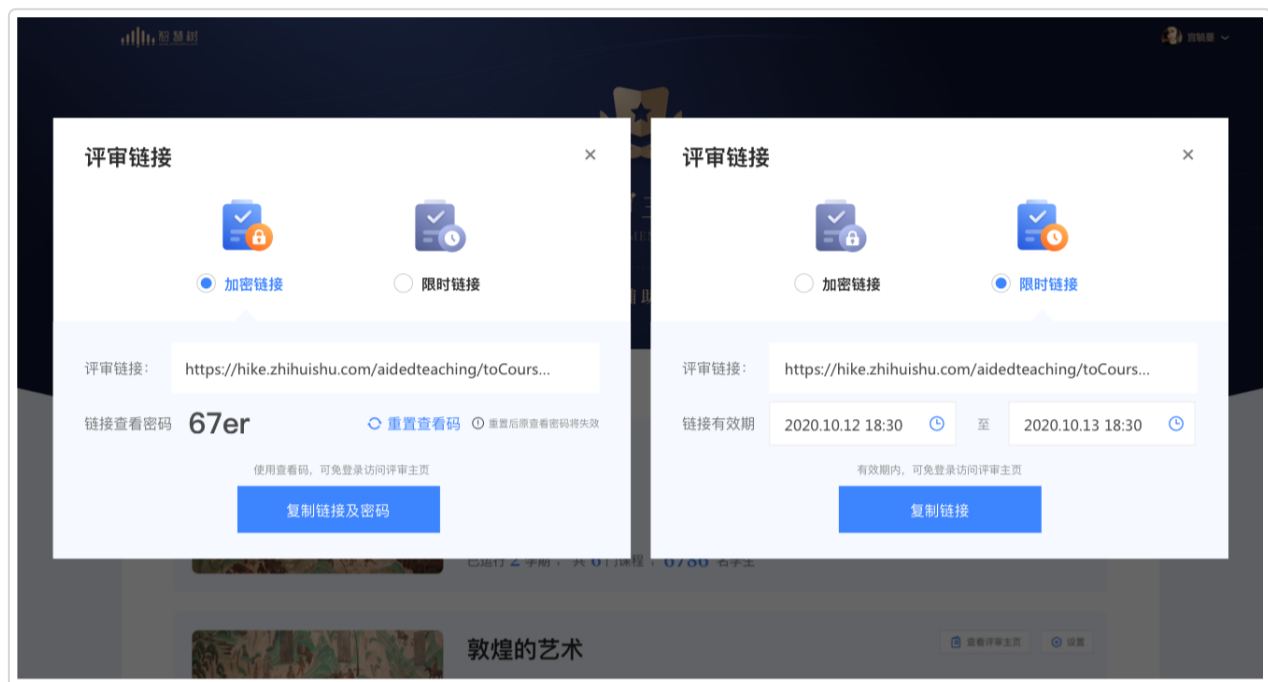 智慧树
评审链接
加密链接
限时链接
评审链接：
https://hike.zhihuishu.com/aidedteaching/toCours...
链接查看密码
67er
重置查看码
重置后原查看密码将失效
使用查看码，可免登录访问评审主页
复制链接及密码
评审链接
加密链接
限时链接
评审链接：
https://hike.zhihuishu.com/aidedteaching/toCours...
链接有效期
2020.10.12 18:30
至
2020.10.13 18:30
有效期内，可免登录访问评审主页
复制链接
已运行 2 学期 ， 共 6 门课程 ， 6786 名学生
敦煌的艺术
查看评审主页
设置